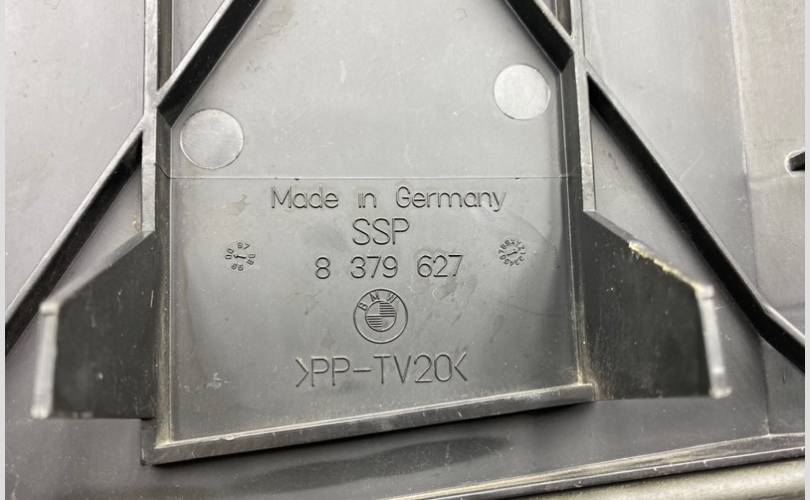 Made in Germany
SSP
8 379 627
BMW
>PP-TV20<